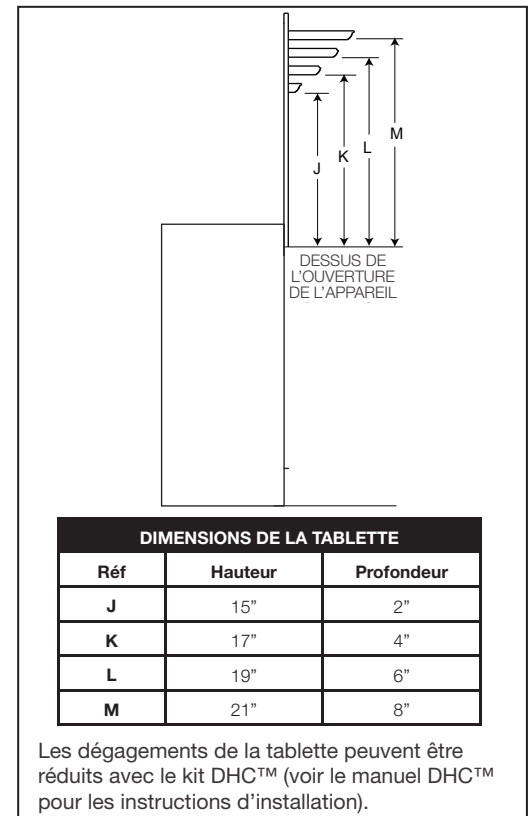 M
L
K
J
DESSUS DE
L'OUVERTURE
DE L'APPAREIL
DIMENSIONS DE LA TABLETTE
Réf Hauteur Profondeur
J 15" 2"
K 17" 4"
L 19" 6"
M 21" 8"
Les dégagements de la tablette peuvent être
réduits avec le kit DHC™ (voir le manuel DHC™
pour les instructions d'installation).